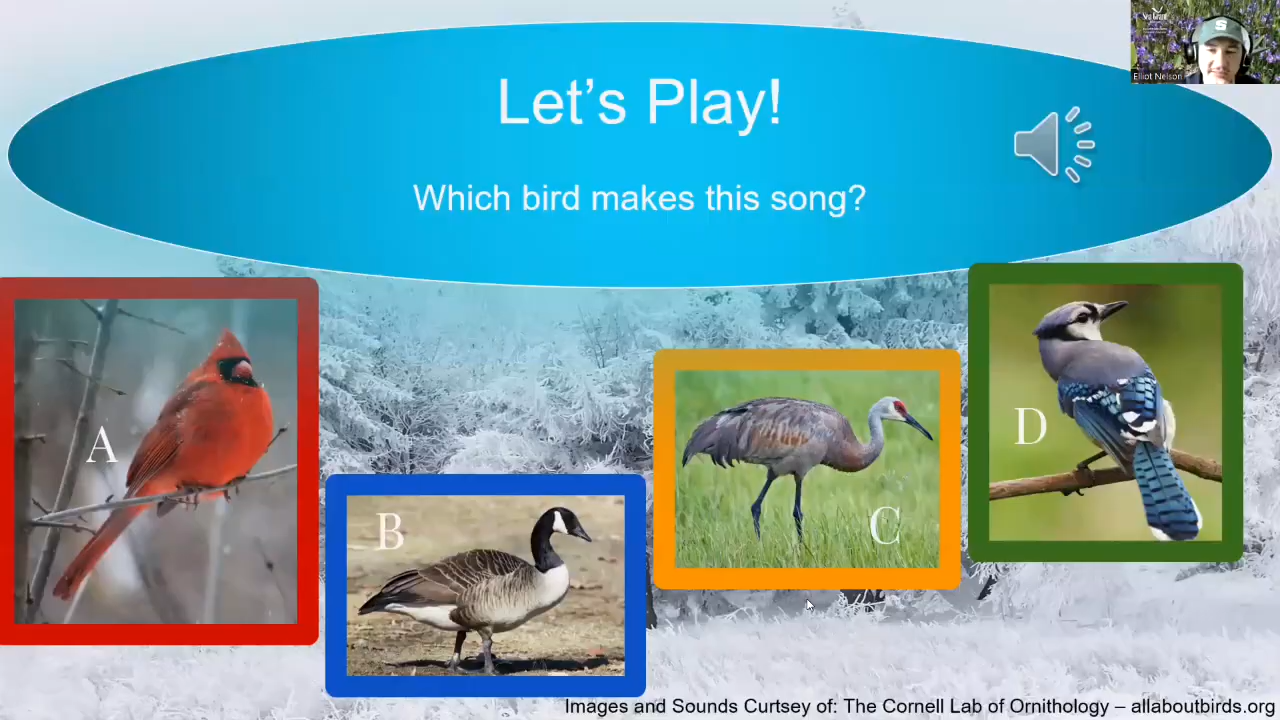 Let's Play!
Which bird makes this song?
S
Elliot Nelson
A
B
C
D
Images and Sounds Curtsey of: The Cornell Lab of Ornithology – allaboutbirds.org